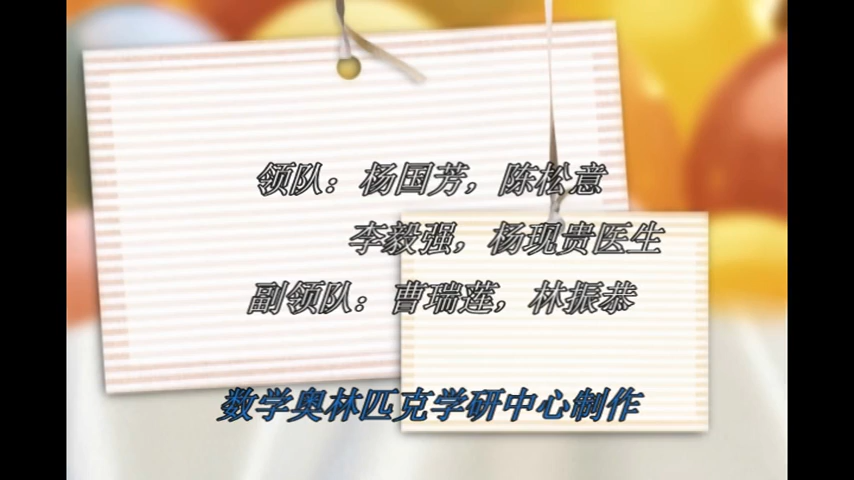 领队：杨国芳，陈松意
李毅强，杨现贵医生
副领队：曹瑞莲，林振恭
数学奥林匹克学研中心制作